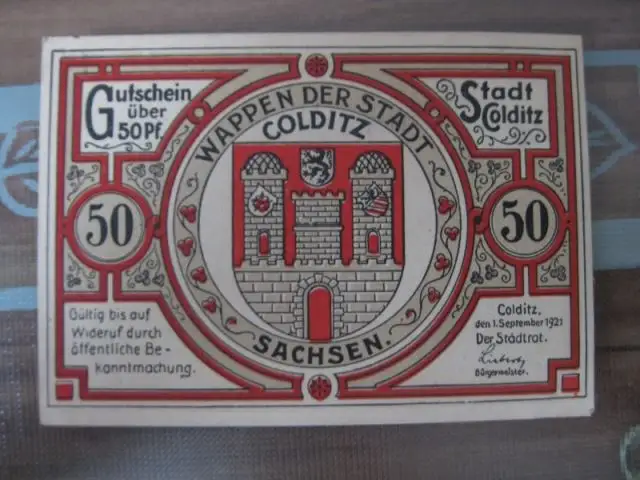 Gutschein
über
50 Pf.
Stadt
Colditz
WAPPEN DER STADT
COLDITZ
50
50
SACHSEN.
Gültig bis auf
Wideruf durch
öffentliche Be-
kanntmachung.
Colditz,
den 1. September 1921
Der Stadtrat.
Bürgermeister.